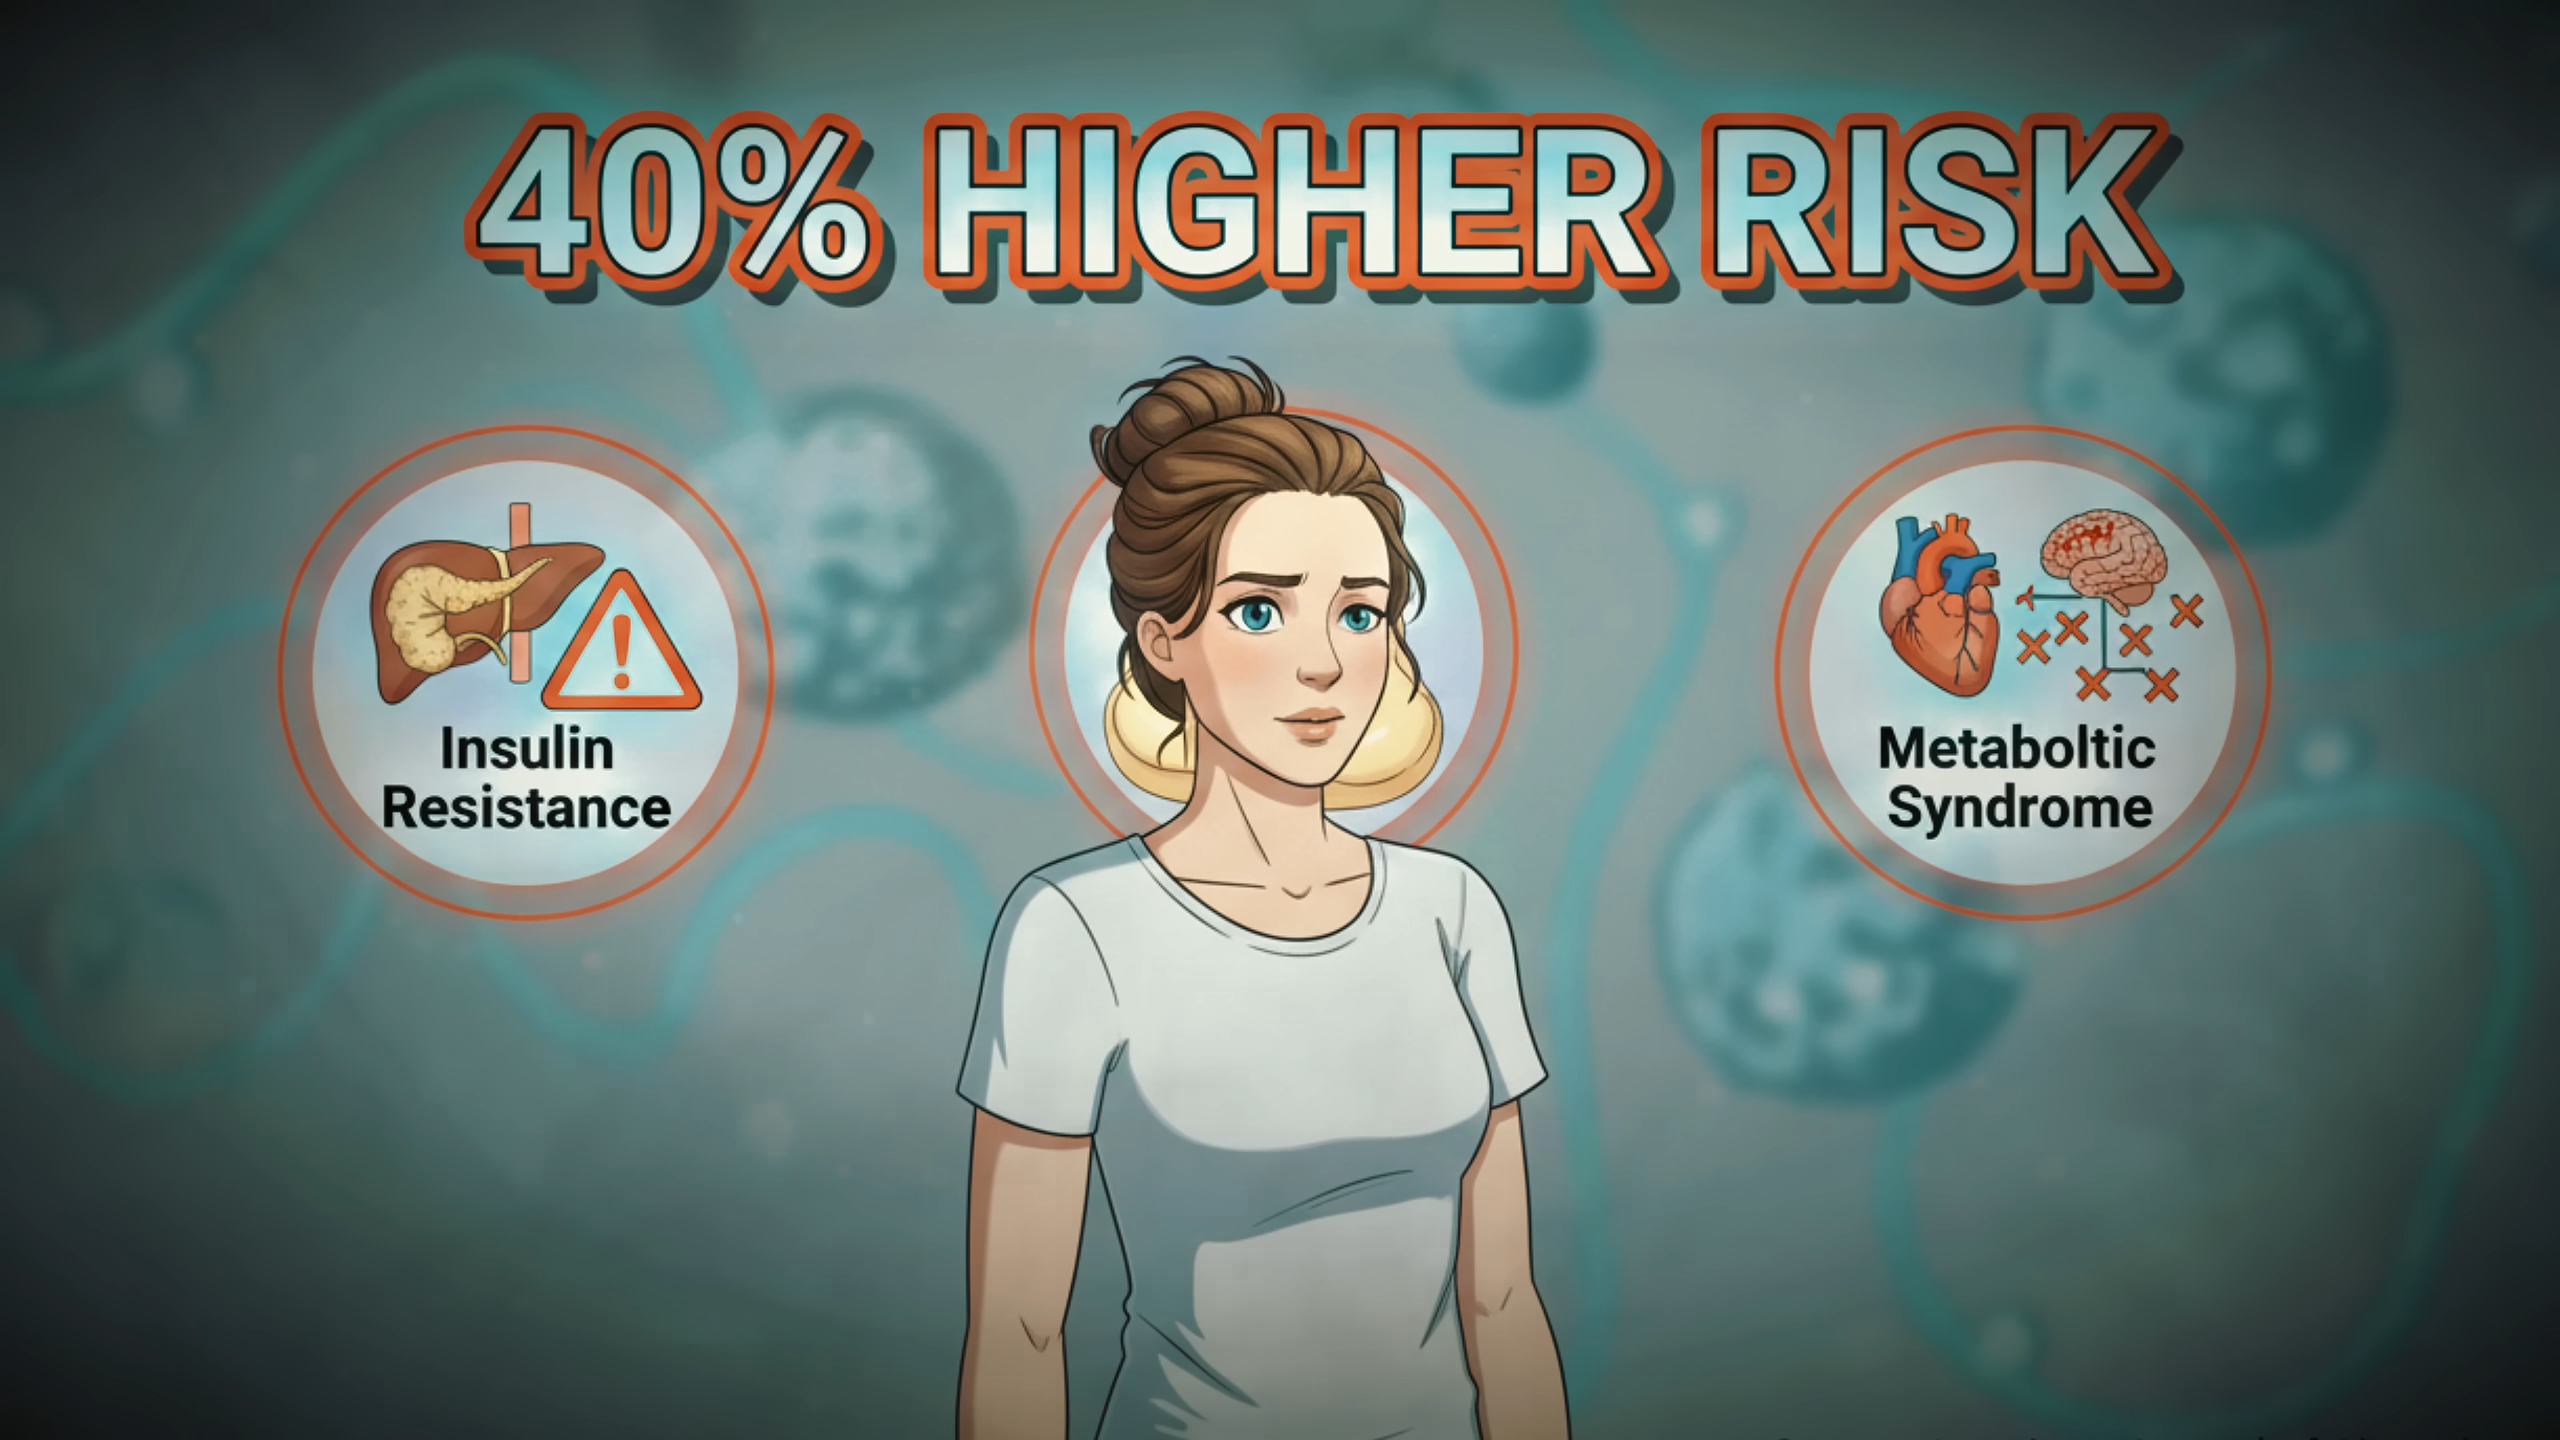 40% HIGHER RISK
Insulin
Resistance
Metaboltic
Syndrome